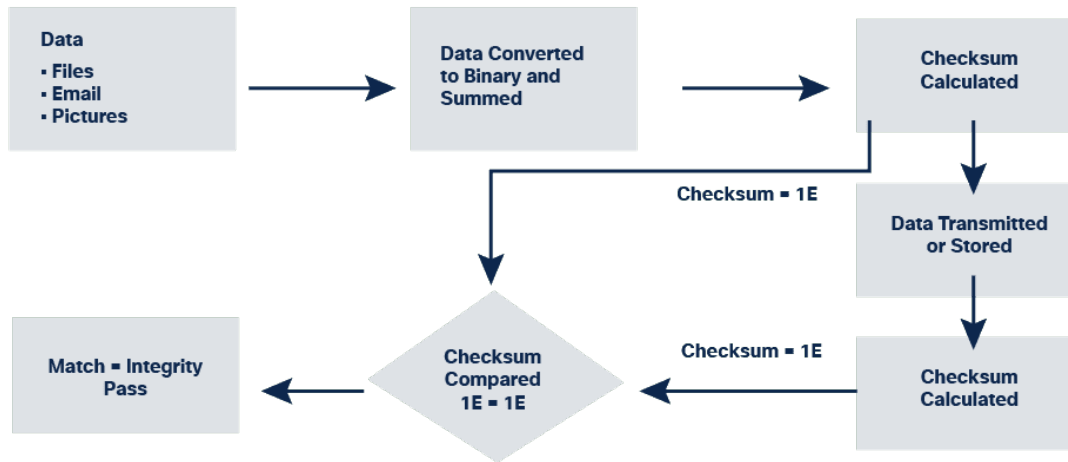 Data
▪ Files
▪ Email
▪ Pictures
Data Converted
to Binary and
Summed
Checksum
Calculated
Checksum = 1E
Data Transmitted
or Stored
Checksum = 1E
Checksum
Calculated
Checksum
Compared
1E = 1E
Match = Integrity
Pass